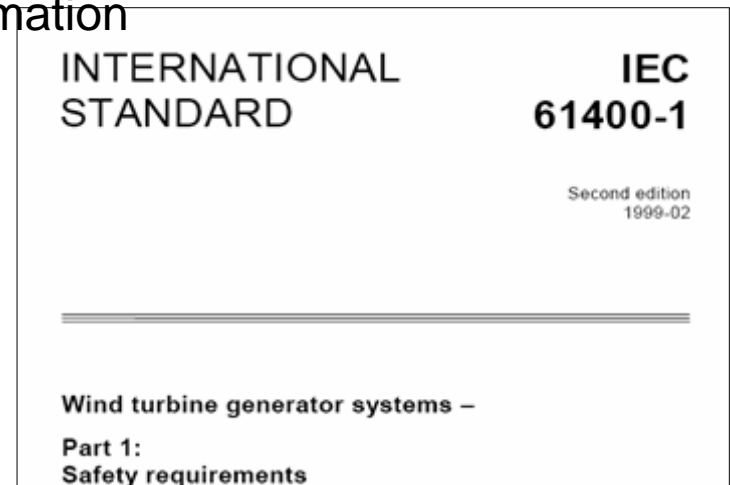 mation
INTERNATIONAL
STANDARD
IEC
61400-1
Second edition
1999-02
Wind turbine generator systems –
Part 1:
Safety requirements